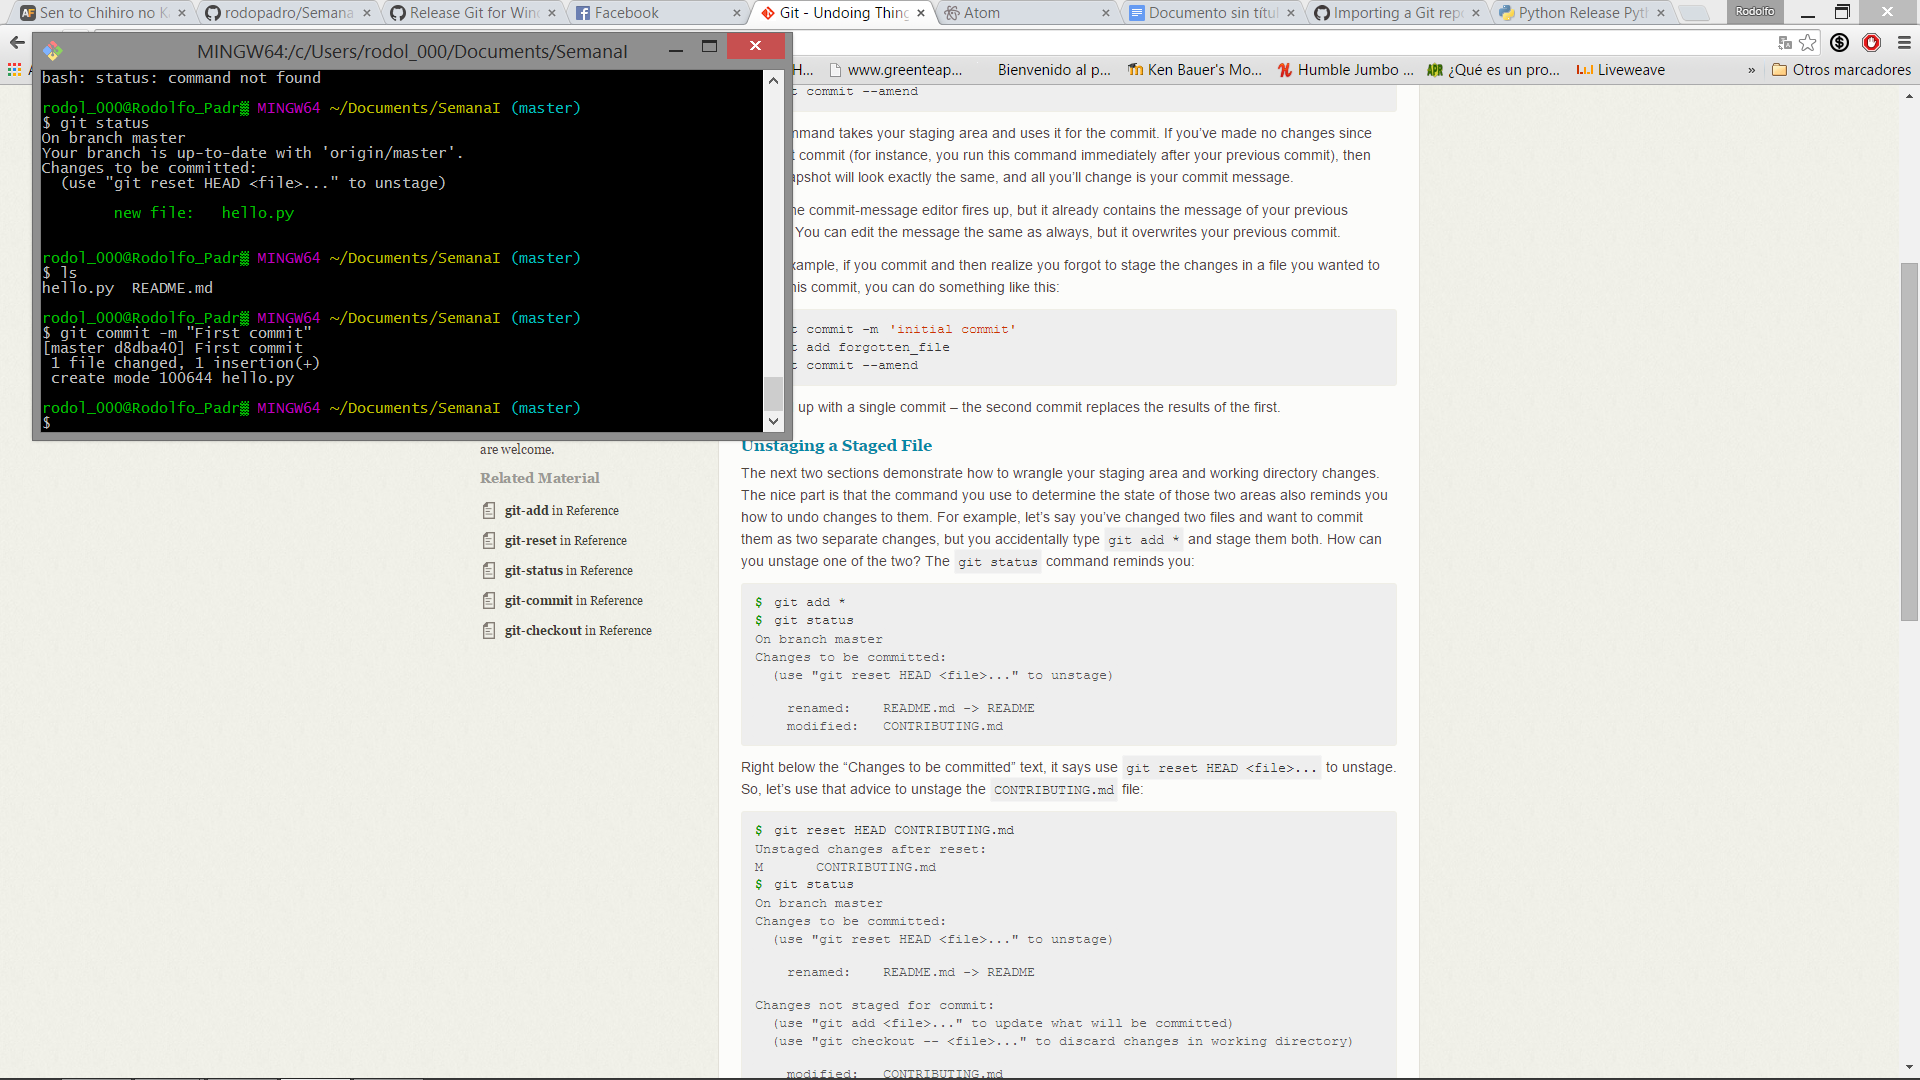 Sen to Chihiro no Ka
rodopadro/Semana
Release Git for Wind
Facebook
Git - Undoing Thing
Atom
Documento sin títul
Importing a Git repo
Python Release Pyth
Rodolfo
H...
www.greenteap...
Bienvenido al p...
Ken Bauer's Mo...
Humble Jumbo ...
¿Qué es un pro...
Liveweave
»
Otros marcadores
MINGW64:/c/Users/rodol_000/Documents/SemanaI
bash: status: command not found
rodol_000@Rodolfo_Padr▒ MINGW64 ~/Documents/SemanaI (master)
$ git status
On branch master
Your branch is up-to-date with 'origin/master'.
Changes to be committed:
(use "git reset HEAD <file>..." to unstage)
new file:   hello.py
rodol_000@Rodolfo_Padr▒ MINGW64 ~/Documents/SemanaI (master)
$ ls
hello.py  README.md
rodol_000@Rodolfo_Padr▒ MINGW64 ~/Documents/SemanaI (master)
$ git commit -m "First commit"
[master d8dba40] First commit
1 file changed, 1 insertion(+)
create mode 100644 hello.py
rodol_000@Rodolfo_Padr▒ MINGW64 ~/Documents/SemanaI (master)
$
are welcome.
Related Material
git-add in Reference
git-reset in Reference
git-status in Reference
git-commit in Reference
git-checkout in Reference
commit --amend
mmand takes your staging area and uses it for the commit. If you’ve made no changes since
t commit (for instance, you run this command immediately after your previous commit), then
apshot will look exactly the same, and all you’ll change is your commit message.
e commit-message editor fires up, but it already contains the message of your previous
You can edit the message the same as always, but it overwrites your previous commit.
ample, if you commit and then realize you forgot to stage the changes in a file you wanted to
his commit, you can do something like this:
t commit -m 'initial commit'
t add forgotten_file
t commit --amend
up with a single commit – the second commit replaces the results of the first.
Unstaging a Staged File
The next two sections demonstrate how to wrangle your staging area and working directory changes.
The nice part is that the command you use to determine the state of those two areas also reminds you
how to undo changes to them. For example, let’s say you’ve changed two files and want to commit
them as two separate changes, but you accidentally type git add * and stage them both. How can
you unstage one of the two? The git status command reminds you:
$ git add *
$ git status
On branch master
Changes to be committed:
(use "git reset HEAD <file>..." to unstage)
renamed:    README.md -> README
modified:   CONTRIBUTING.md
Right below the “Changes to be committed” text, it says use git reset HEAD <file>... to unstage.
So, let’s use that advice to unstage the CONTRIBUTING.md file:
$ git reset HEAD CONTRIBUTING.md
Unstaged changes after reset:
M       CONTRIBUTING.md
$ git status
On branch master
Changes to be committed:
(use "git reset HEAD <file>..." to unstage)
renamed:    README.md -> README
Changes not staged for commit:
(use "git add <file>..." to update what will be committed)
(use "git checkout -- <file>..." to discard changes in working directory)
modified:   CONTRIBUTING.md